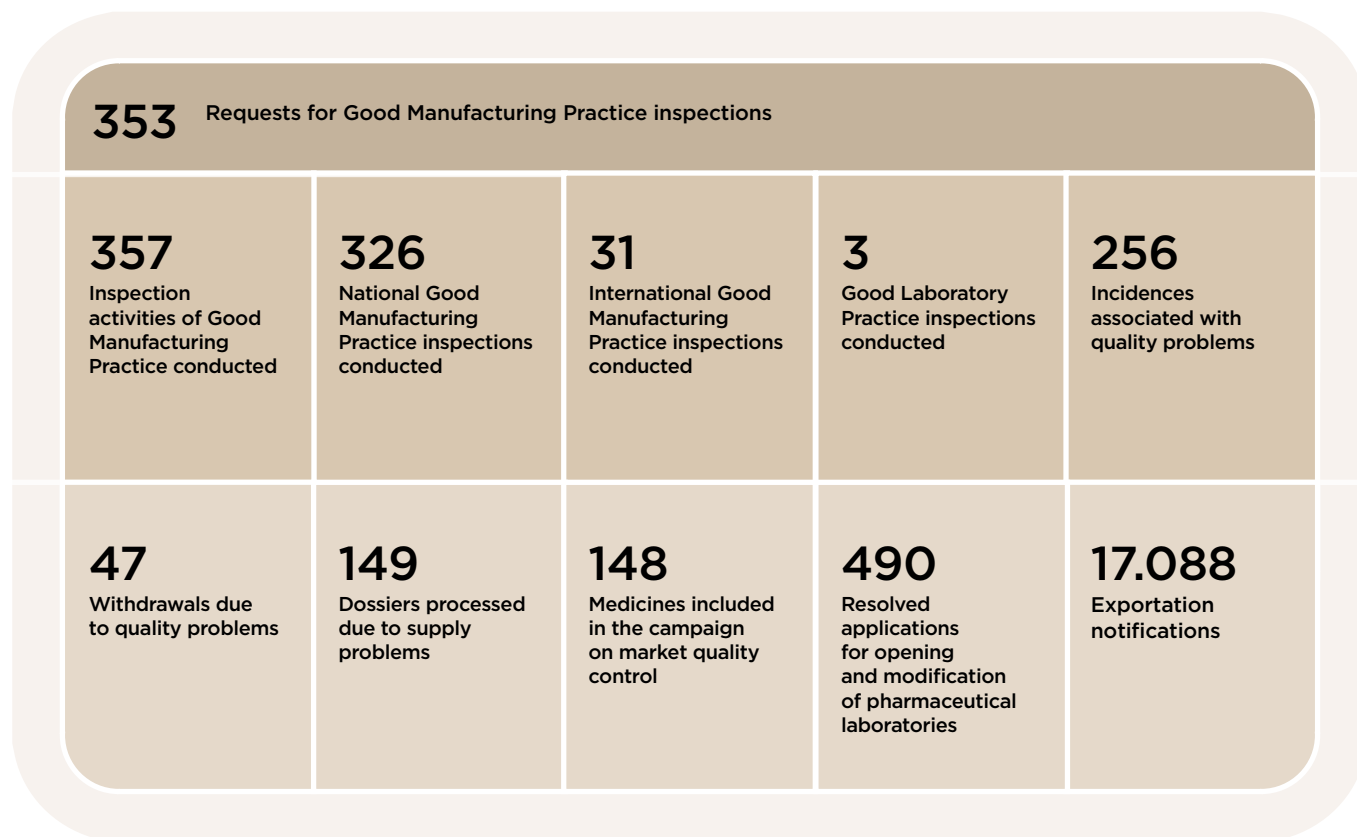 353 Requests for Good Manufacturing Practice inspections
357
Inspection
activities of Good
Manufacturing
Practice conducted
326
National Good
Manufacturing
Practice inspections
conducted
31
International Good
Manufacturing
Practice inspections
conducted
3
Good Laboratory
Practice inspections
conducted
256
Incidences
associated with
quality problems
47
Withdrawals due
to quality problems
149
Dossiers processed
due to supply
problems
148
Medicines included
in the campaign
on market quality
control
490
Resolved
applications
for opening
and modification
of pharmaceutical
laboratories
17.088
Exportation
notifications